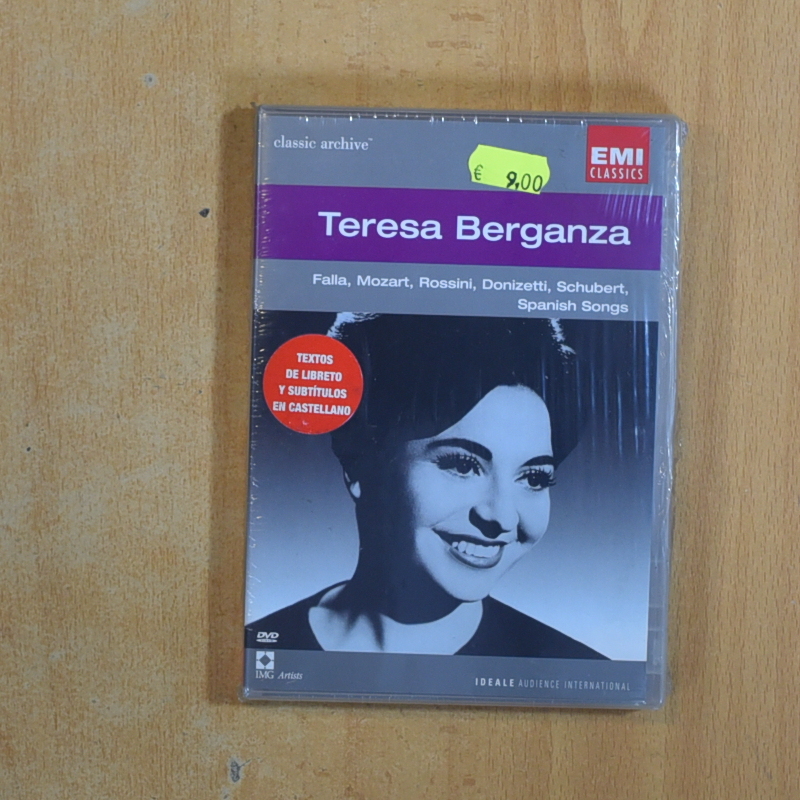 classic archive™
€ 9,00
EMI
CLASSICS
Teresa Berganza
Falla, Mozart, Rossini, Donizetti, Schubert,
Spanish Songs
TEXTOS
DE LIBRETO
Y SUBTÍTULOS
EN CASTELLANO
DVD
IMG Artists
IDEALE AUDIENCE INTERNATIONAL